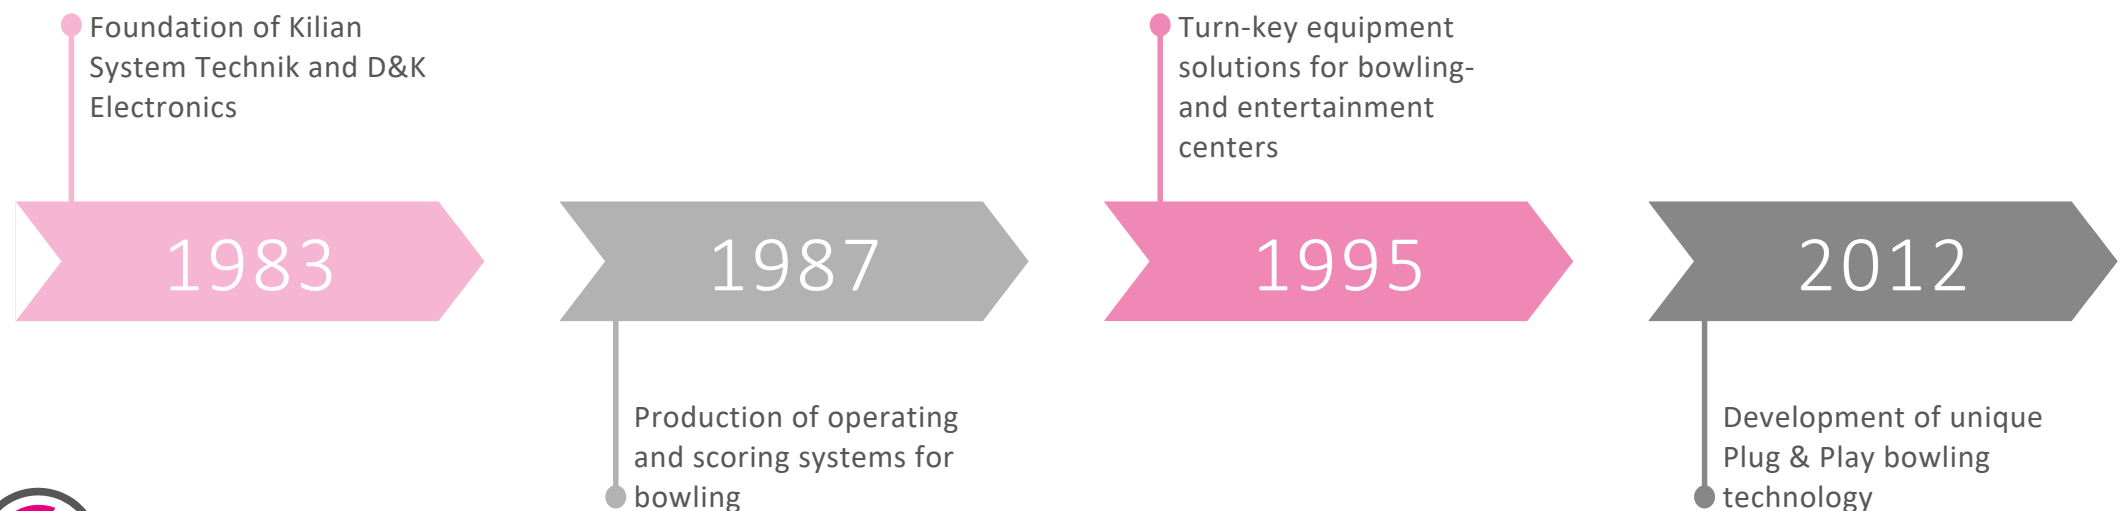 Foundation of Kilian
System Technik and D&K
Electronics
Turn-key equipment
solutions for bowling-
and entertainment
centers
1983
1987
1995
2012
Production of operating
and scoring systems for
bowling
Development of unique
Plug & Play bowling
technology